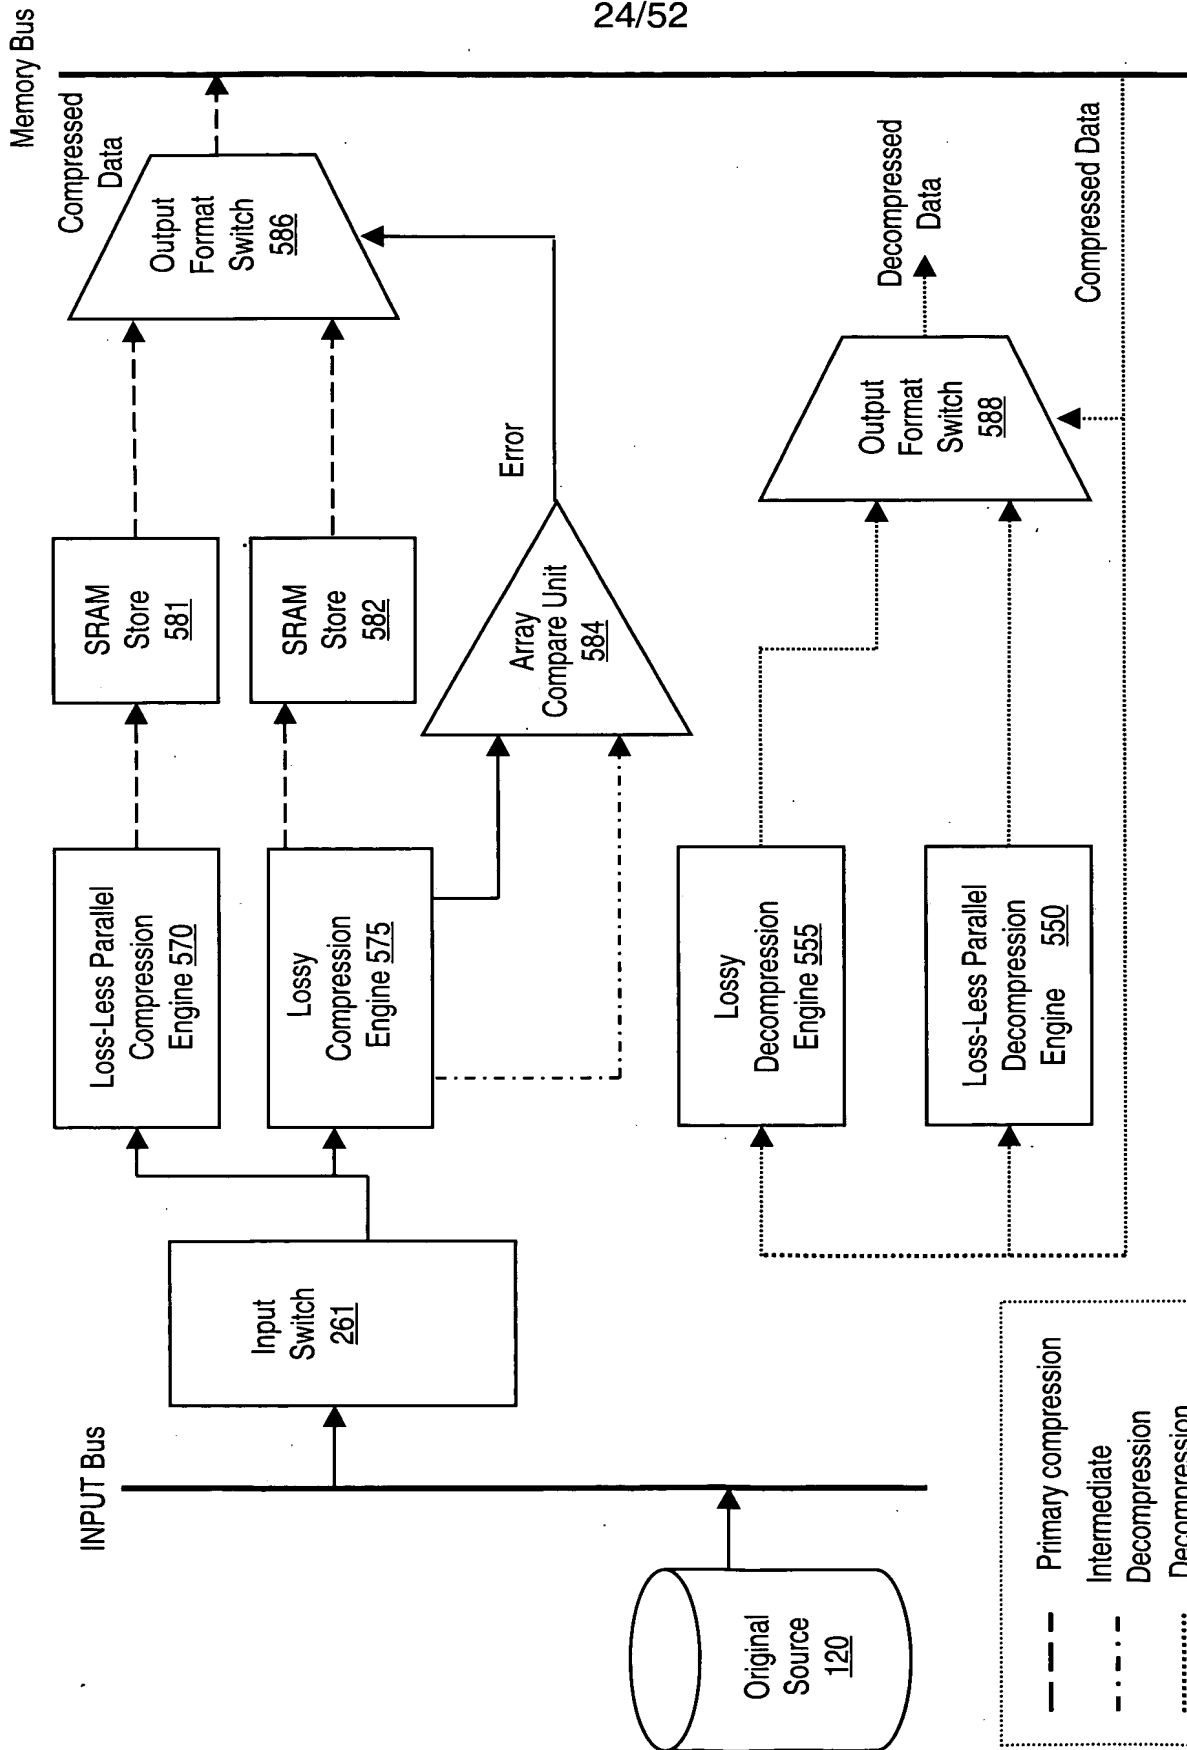 24/52
Memory Bus
Compressed
Data
Output
Format
Switch
586
SRAM
Store
581
SRAM
Store
582
Error
Array
Compare Unit
584
Loss-Less Parallel
Compression
Engine 570
Lossy
Compression
Engine 575
Input
Switch
261
INPUT Bus
Original
Source
120
Decompressed
Data
Compressed Data
Output
Format
Switch
588
Lossy
Decompression
Engine 555
Loss-Less Parallel
Decompression
Engine 550
Primary compression
Intermediate
Decompression
Decompression